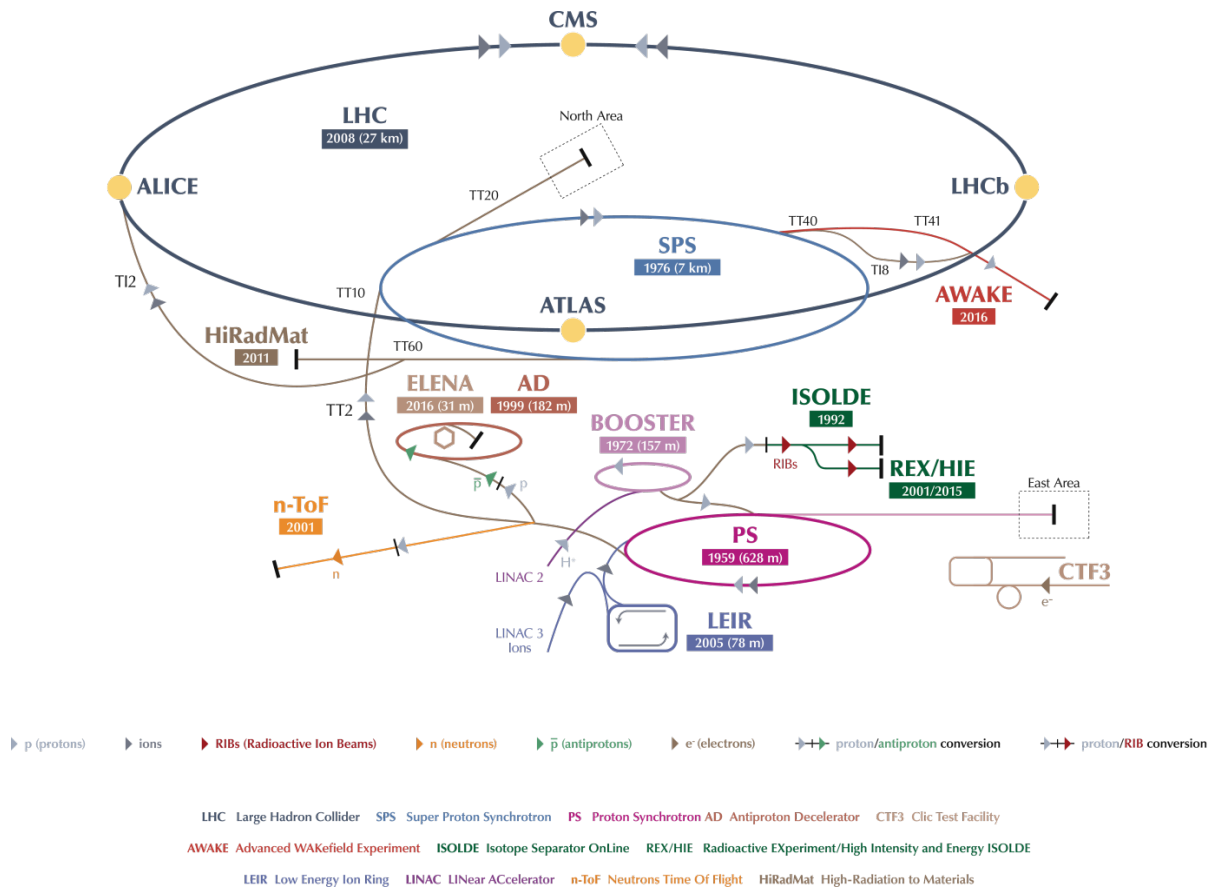 CMS
LHC
2008 (27 km)
North Area
ALICE
LHCb
TT20
TT40
TT41
SPS
1976 (7 km)
TI8
TI2
TT10
ATLAS
AWAKE
2016
HiRadMat
2011
TT60
ELENA
2016 (31 m)
AD
1999 (182 m)
TT2
ISOLDE
1992
BOOSTER
1972 (157 m)
RIBs
REX/HIE
2001/2015
p̅
p
East Area
n-ToF
2001
PS
1959 (628 m)
H⁺
n
LINAC 2
CTF3
e⁻
LEIR
2005 (78 m)
LINAC 3
Ions
p (protons) ions RIBs (Radioactive Ion Beams) n (neutrons) p̅ (antiprotons) e⁻ (electrons) proton/antiproton conversion proton/RIB conversion
LHC Large Hadron Collider SPS Super Proton Synchrotron PS Proton Synchrotron AD Antiproton Decelerator CTF3 Clic Test Facility
AWAKE Advanced WAKefield Experiment ISOLDE Isotope Separator OnLine REX/HIE Radioactive EXperiment/High Intensity and Energy ISOLDE
LEIR Low Energy Ion Ring LINAC LINear ACcelerator n-ToF Neutrons Time Of Flight HiRadMat High-Radiation to Materials